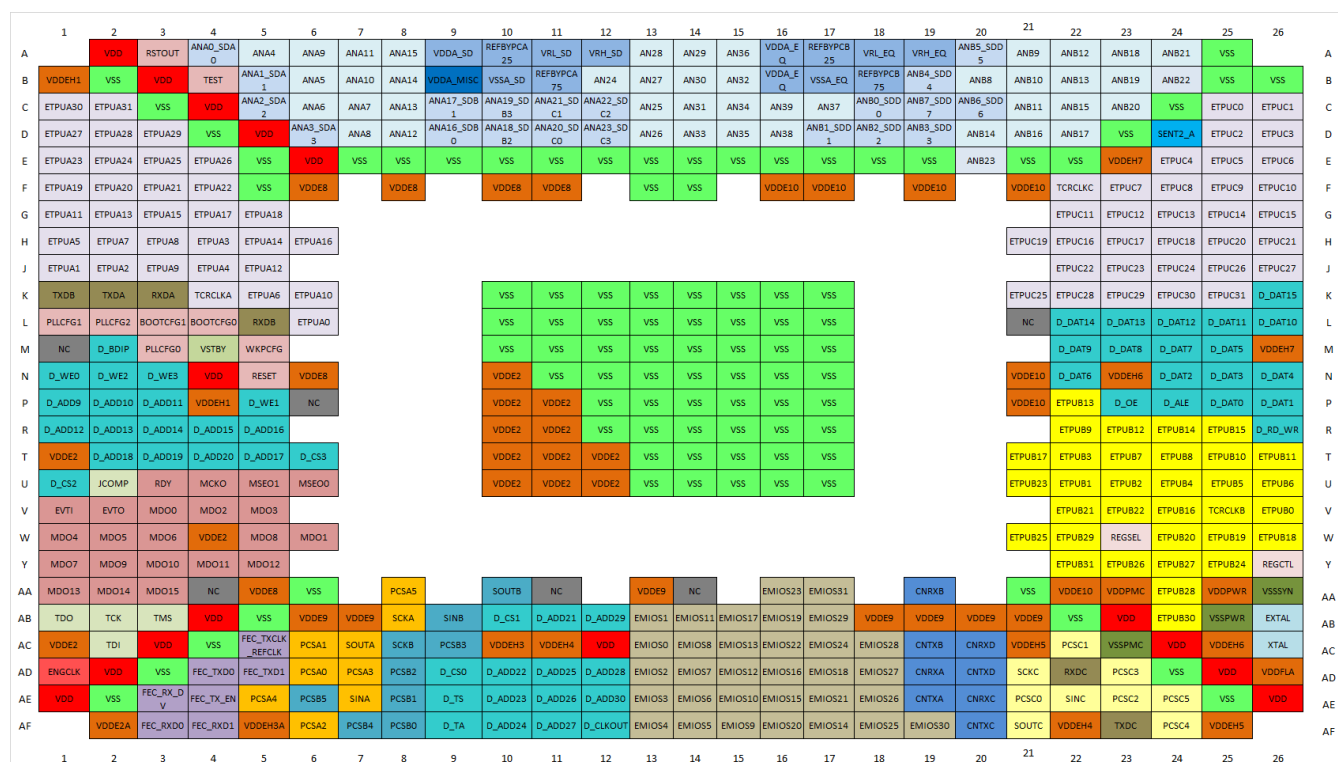 1 2 3 4 5 6 7 8 9 10 11 12 13 14 15 16 17 18 19 20 21 22 23 24 25 26
A VDD RSTOUT ANA0_SDA0 ANA4 ANA9 ANA11 ANA15 VDDA_SD REFBYPCA25 VRL_SD VRH_SD AN28 AN29 AN36 VDDA_EQ REFBYPCB25 VRL_EQ VRH_EQ ANB5_SDD5 ANB9 ANB12 ANB18 ANB21 VSS A
B VDDEH1 VSS VDD TEST ANA1_SDA1 ANA5 ANA10 ANA14 VDDA_MISC VSSA_SD REFBYPCA75 AN24 AN27 AN30 AN32 VDDA_EQ VSSA_EQ REFBYPCB75 ANB4_SDD4 ANB8 ANB10 ANB13 ANB19 ANB22 VSS VSS B
C ETPUA30 ETPUA31 VSS VDD ANA2_SDA2 ANA6 ANA7 ANA13 ANA17_SDB1 ANA19_SDB3 ANA21_SDC1 ANA22_SDC2 AN25 AN31 AN34 AN39 AN37 ANB0_SDD0 ANB7_SDD7 ANB6_SDD6 ANB11 ANB15 ANB20 VSS ETPUC0 ETPUC1 C
D ETPUA27 ETPUA28 ETPUA29 VSS VDD ANA3_SDA3 ANA8 ANA12 ANA16_SDB0 ANA18_SDB2 ANA20_SDC0 ANA23_SDC3 AN26 AN33 AN35 AN38 ANB1_SDD1 ANB2_SDD2 ANB3_SDD3 ANB14 ANB16 ANB17 VSS SENT2_A ETPUC2 ETPUC3 D
E ETPUA23 ETPUA24 ETPUA25 ETPUA26 VSS VDD VSS VSS VSS VSS VSS VSS VSS VSS VSS VSS VSS VSS VSS ANB23 VSS VSS VDDEH7 ETPUC4 ETPUC5 ETPUC6 E
F ETPUA19 ETPUA20 ETPUA21 ETPUA22 VSS VDDE8 VDDE8 VDDE8 VDDE8 VSS VSS VDDE10 VDDE10 VDDE10 VDDE10 TCRCLKC ETPUC7 ETPUC8 ETPUC9 ETPUC10 F
G ETPUA11 ETPUA13 ETPUA15 ETPUA17 ETPUA18 ETPUC11 ETPUC12 ETPUC13 ETPUC14 ETPUC15 G
H ETPUA5 ETPUA7 ETPUA8 ETPUA3 ETPUA14 ETPUA16 ETPUC19 ETPUC16 ETPUC17 ETPUC18 ETPUC20 ETPUC21 H
J ETPUA1 ETPUA2 ETPUA9 ETPUA4 ETPUA12 ETPUC22 ETPUC23 ETPUC24 ETPUC26 ETPUC27 J
K TXDB TXDA RXDA TCRCLKA ETPUA6 ETPUA10 VSS VSS VSS VSS VSS VSS VSS VSS ETPUC25 ETPUC28 ETPUC29 ETPUC30 ETPUC31 D_DAT15 K
L PLLCFG1 PLLCFG2 BOOTCFG1 BOOTCFG0 RXDB ETPUA0 VSS VSS VSS VSS VSS VSS VSS VSS NC D_DAT14 D_DAT13 D_DAT12 D_DAT11 D_DAT10 L
M NC D_BDIP PLLCFG0 VSTBY WKPCFG VSS VSS VSS VSS VSS VSS VSS VSS D_DAT9 D_DAT8 D_DAT7 D_DAT5 VDDEH7 M
N D_WE0 D_WE2 D_WE3 VDD RESET VDDE8 VDDE2 VSS VSS VSS VSS VSS VSS VSS VDDE10 D_DAT6 VDDEH6 D_DAT2 D_DAT3 D_DAT4 N
P D_ADD9 D_ADD10 D_ADD11 VDDEH1 D_WE1 NC VDDE2 VDDE2 VSS VSS VSS VSS VSS VSS VDDE10 ETPUB13 D_OE D_ALE D_DAT0 D_DAT1 P
R D_ADD12 D_ADD13 D_ADD14 D_ADD15 D_ADD16 VDDE2 VDDE2 VSS VSS VSS VSS VSS VSS ETPUB9 ETPUB12 ETPUB14 ETPUB15 D_RD_WR R
T VDDE2 D_ADD18 D_ADD19 D_ADD20 D_ADD17 D_CS3 VDDE2 VDDE2 VDDE2 VSS VSS VSS VSS VSS ETPUB17 ETPUB3 ETPUB7 ETPUB8 ETPUB10 ETPUB11 T
U D_CS2 JCOMP RDY MCKO MSEO1 MSEO0 VDDE2 VDDE2 VDDE2 VSS VSS VSS VSS VSS ETPUB23 ETPUB1 ETPUB2 ETPUB4 ETPUB5 ETPUB6 U
V EVTI EVTO MDO0 MDO2 MDO3 ETPUB21 ETPUB22 ETPUB16 TCRCLKB ETPUB0 V
W MDO4 MDO5 MDO6 VDDE2 MDO8 MDO1 ETPUB25 ETPUB29 REGSEL ETPUB20 ETPUB19 ETPUB18 W
Y MDO7 MDO9 MDO10 MDO11 MDO12 ETPUB31 ETPUB26 ETPUB27 ETPUB24 REGCTL Y
AA MDO13 MDO14 MDO15 NC VDDE8 VSS PCSA5 SOUTB NC VDDE9 NC EMIOS23 EMIOS31 CNRXB VSS VDDE10 VDDPMC ETPUB28 VDDPWR VSSSYN AA
AB TDO TCK TMS VDD VSS VDDE9 VDDE9 SCKA SINB D_CS1 D_ADD21 D_ADD29 EMIOS1 EMIOS11 EMIOS17 EMIOS19 EMIOS29 VDDE9 VDDE9 VDDE9 VDDE9 VSS VDD ETPUB30 VSSPWR EXTAL AB
AC VDDE2 TDI VDD VSS FEC_TXCLK_REFCLK PCSA1 SOUTA SCKB PCSB3 VDDEH3 VDDEH4 VDD EMIOS0 EMIOS8 EMIOS13 EMIOS22 EMIOS24 EMIOS28 CNTXB CNRXD VDDEH5 PCSC1 VSSPMC VDD VDDEH6 XTAL AC
AD ENGCLK VDD VSS FEC_TXD0 FEC_TXD1 PCSA0 PCSA3 PCSB2 D_CS0 D_ADD22 D_ADD25 D_ADD28 EMIOS2 EMIOS7 EMIOS12 EMIOS16 EMIOS18 EMIOS27 CNRXA CNTXD SCKC RXDC PCSC3 VSS VDD VDDFLA AD
AE VDD VSS FEC_RX_DV FEC_TX_EN PCSA4 PCSB5 SINA PCSB1 D_TS D_ADD23 D_ADD26 D_ADD30 EMIOS3 EMIOS6 EMIOS10 EMIOS15 EMIOS21 EMIOS26 CNTXA CNRXC PCSC0 SINC PCSC2 PCSC5 VSS VDD AE
AF VDDE2A FEC_RXD0 FEC_RXD1 VDDEH3A PCSA2 PCSB4 PCSB0 D_TA D_ADD24 D_ADD27 D_CLKOUT EMIOS4 EMIOS5 EMIOS9 EMIOS20 EMIOS14 EMIOS25 EMIOS30 CNTXC SOUTC VDDEH4 TXDC PCSC4 VDDEH5 AF
1 2 3 4 5 6 7 8 9 10 11 12 13 14 15 16 17 18 19 20 21 22 23 24 25 26